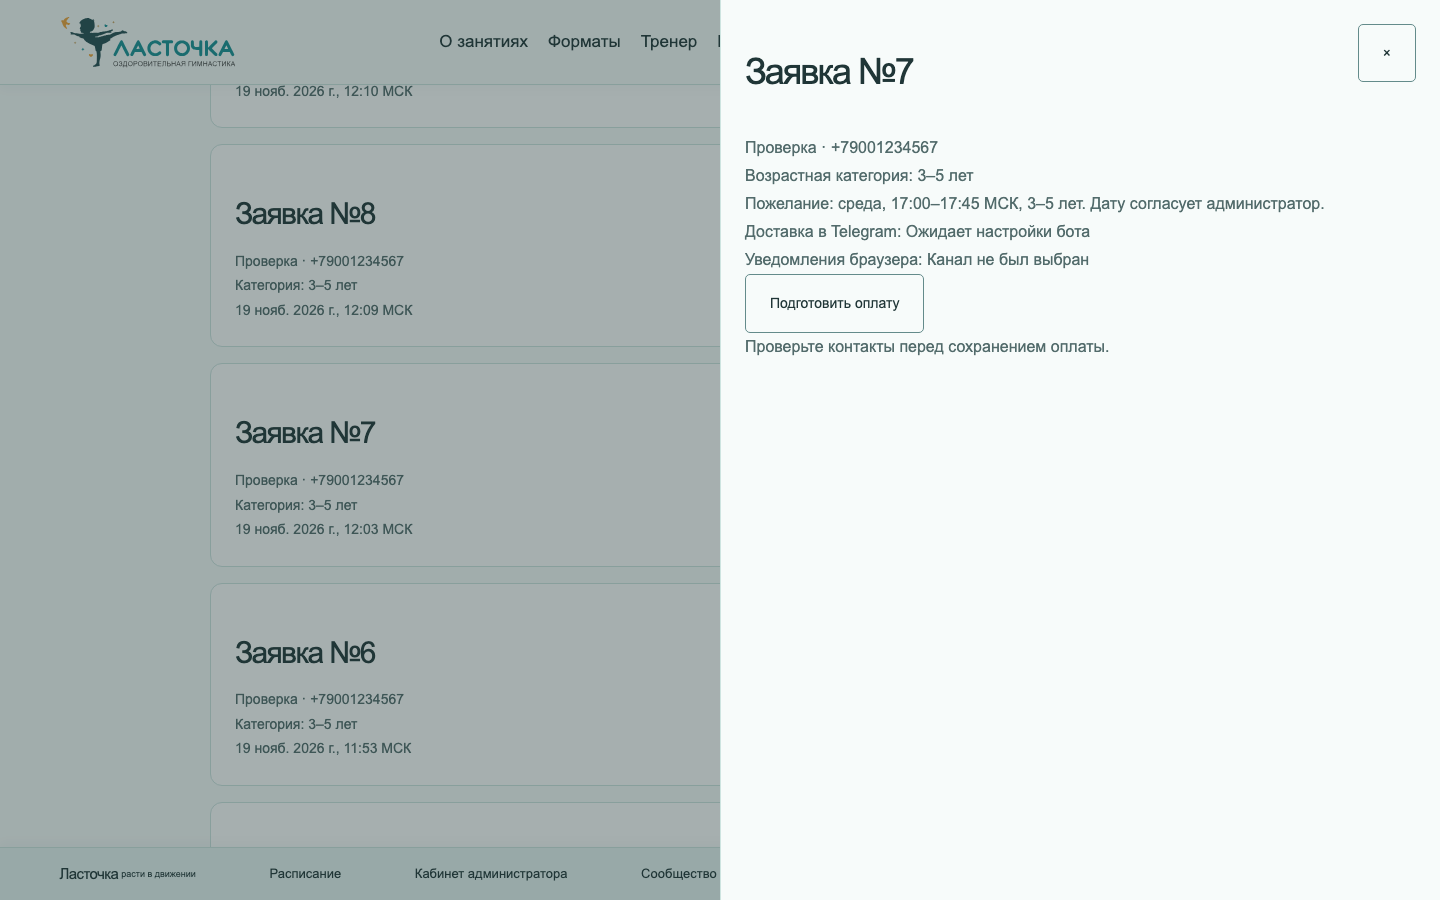 ЛАСТОЧКА
ОЗДОРОВИТЕЛЬНАЯ ГИМНАСТИКА
О занятиях
Форматы
Тренер
19 нояб. 2026 г., 12:10 МСК
Заявка №8
Проверка · +79001234567
Категория: 3–5 лет
19 нояб. 2026 г., 12:09 МСК
Заявка №7
Проверка · +79001234567
Категория: 3–5 лет
19 нояб. 2026 г., 12:03 МСК
Заявка №6
Проверка · +79001234567
Категория: 3–5 лет
19 нояб. 2026 г., 11:53 МСК
Ласточка расти в движении
Расписание
Кабинет администратора
Сообщество
Заявка №7
×
Проверка · +79001234567
Возрастная категория: 3–5 лет
Пожелание: среда, 17:00–17:45 МСК, 3–5 лет. Дату согласует администратор.
Доставка в Telegram: Ожидает настройки бота
Уведомления браузера: Канал не был выбран
Подготовить оплату
Проверьте контакты перед сохранением оплаты.